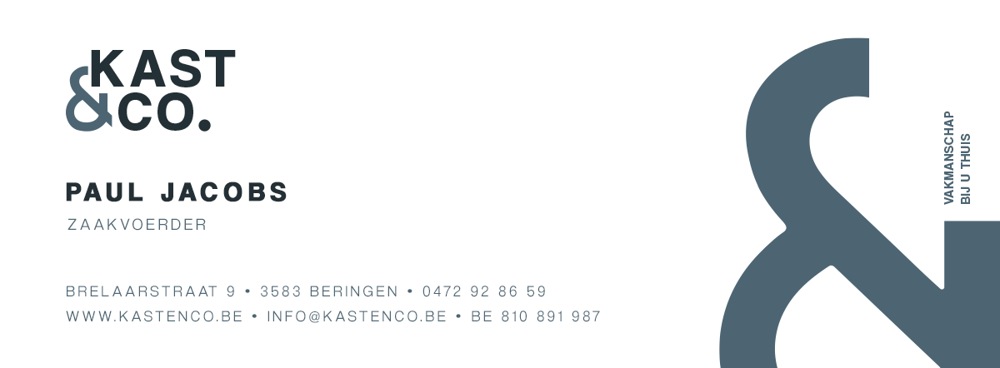 KAST
&CO.
PAUL JACOBS
ZAAKVOERDER
BRELAARSTRAAT 9 • 3583 BERINGEN • 0472 92 86 59
WWW.KASTENCO.BE • INFO@KASTENCO.BE • BE 810 891 987
&
VAKMANSCHAP
BIJ U THUIS